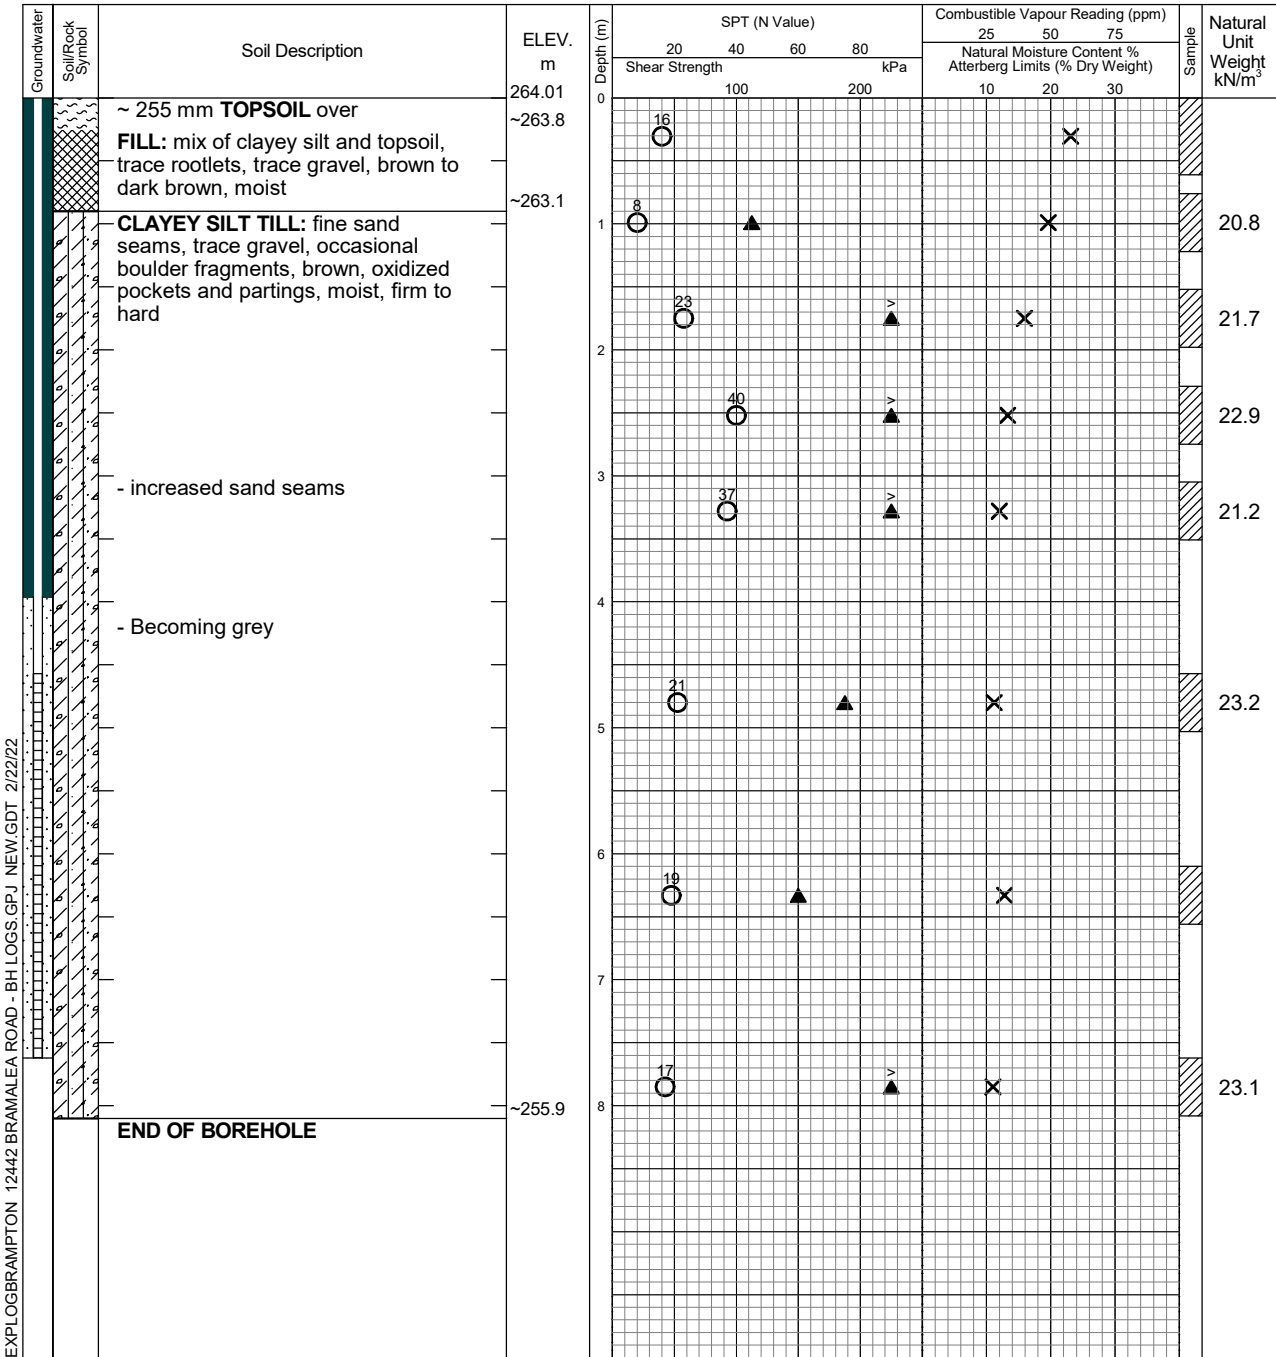 Groundwater
Soil/Rock
Symbol
Soil Description
ELEV.
m
Depth (m)
SPT (N Value)
20 40 60 80
Shear Strength kPa
100 200
Combustible Vapour Reading (ppm)
25 50 75
Natural Moisture Content %
Atterberg Limits (% Dry Weight)
10 20 30
Sample
Natural
Unit
Weight
kN/m³
264.01
0
~ 255 mm TOPSOIL over
~263.8
16
FILL: mix of clayey silt and topsoil,
trace rootlets, trace gravel, brown to
dark brown, moist
~263.1
8
CLAYEY SILT TILL: fine sand
seams, trace gravel, occasional
boulder fragments, brown, oxidized
pockets and partings, moist, firm to
hard
1
20.8
23
>
21.7
2
40
>
22.9
3
- increased sand seams
37
>
21.2
4
- Becoming grey
21
23.2
5
6
19
7
17
>
23.1
8
~255.9
END OF BOREHOLE
EXPLOGBRAMPTON 12442 BRAMALEA ROAD - BH LOGS.GPJ NEW.GDT 2/22/22